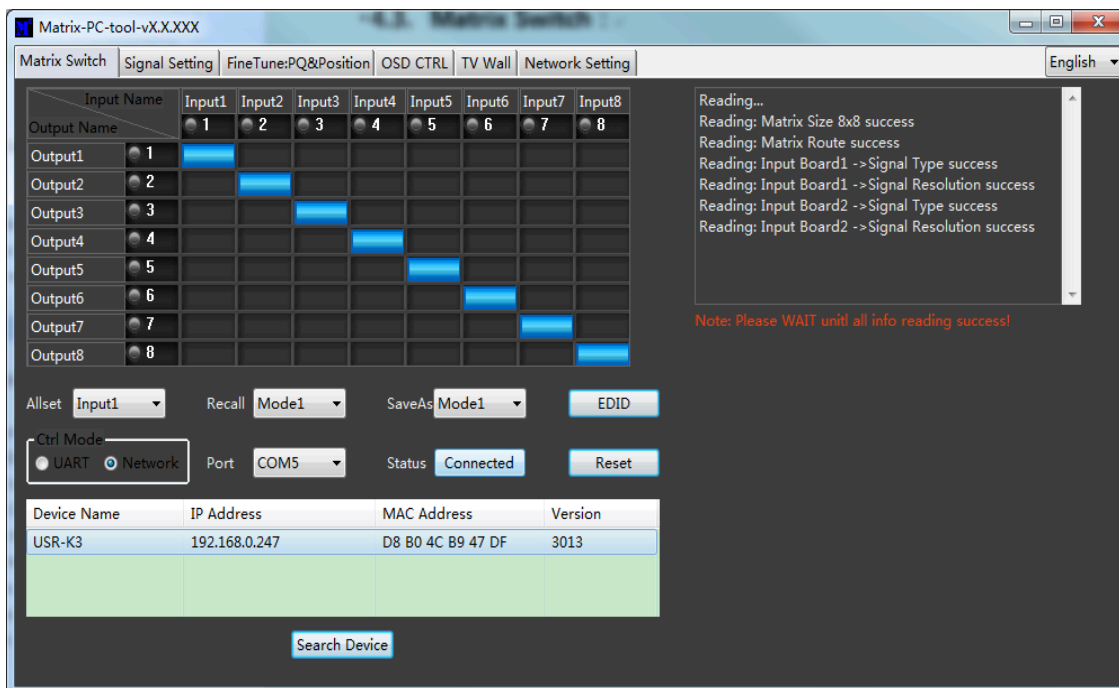 -4.3. Matrix Switch : -
Matrix-PC-tool-vX.X.XXX
Matrix Switch Signal Setting FineTune:PQ&Position OSD CTRL TV Wall Network Setting English
Input Name Input1 Input2 Input3 Input4 Input5 Input6 Input7 Input8
Output Name 1 2 3 4 5 6 7 8
Output1 1
Output2 2
Output3 3
Output4 4
Output5 5
Output6 6
Output7 7
Output8 8
Reading...
Reading: Matrix Size 8x8 success
Reading: Matrix Route success
Reading: Input Board1 ->Signal Type success
Reading: Input Board1 ->Signal Resolution success
Reading: Input Board2 ->Signal Type success
Reading: Input Board2 ->Signal Resolution success
Note: Please WAIT unitl all info reading success!
Allset Input1 Recall Mode1 SaveAs Mode1 EDID
Ctrl Mode
UART Network Port COM5 Status Connected Reset
Device Name IP Address MAC Address Version
USR-K3 192.168.0.247 D8 B0 4C B9 47 DF 3013
Search Device